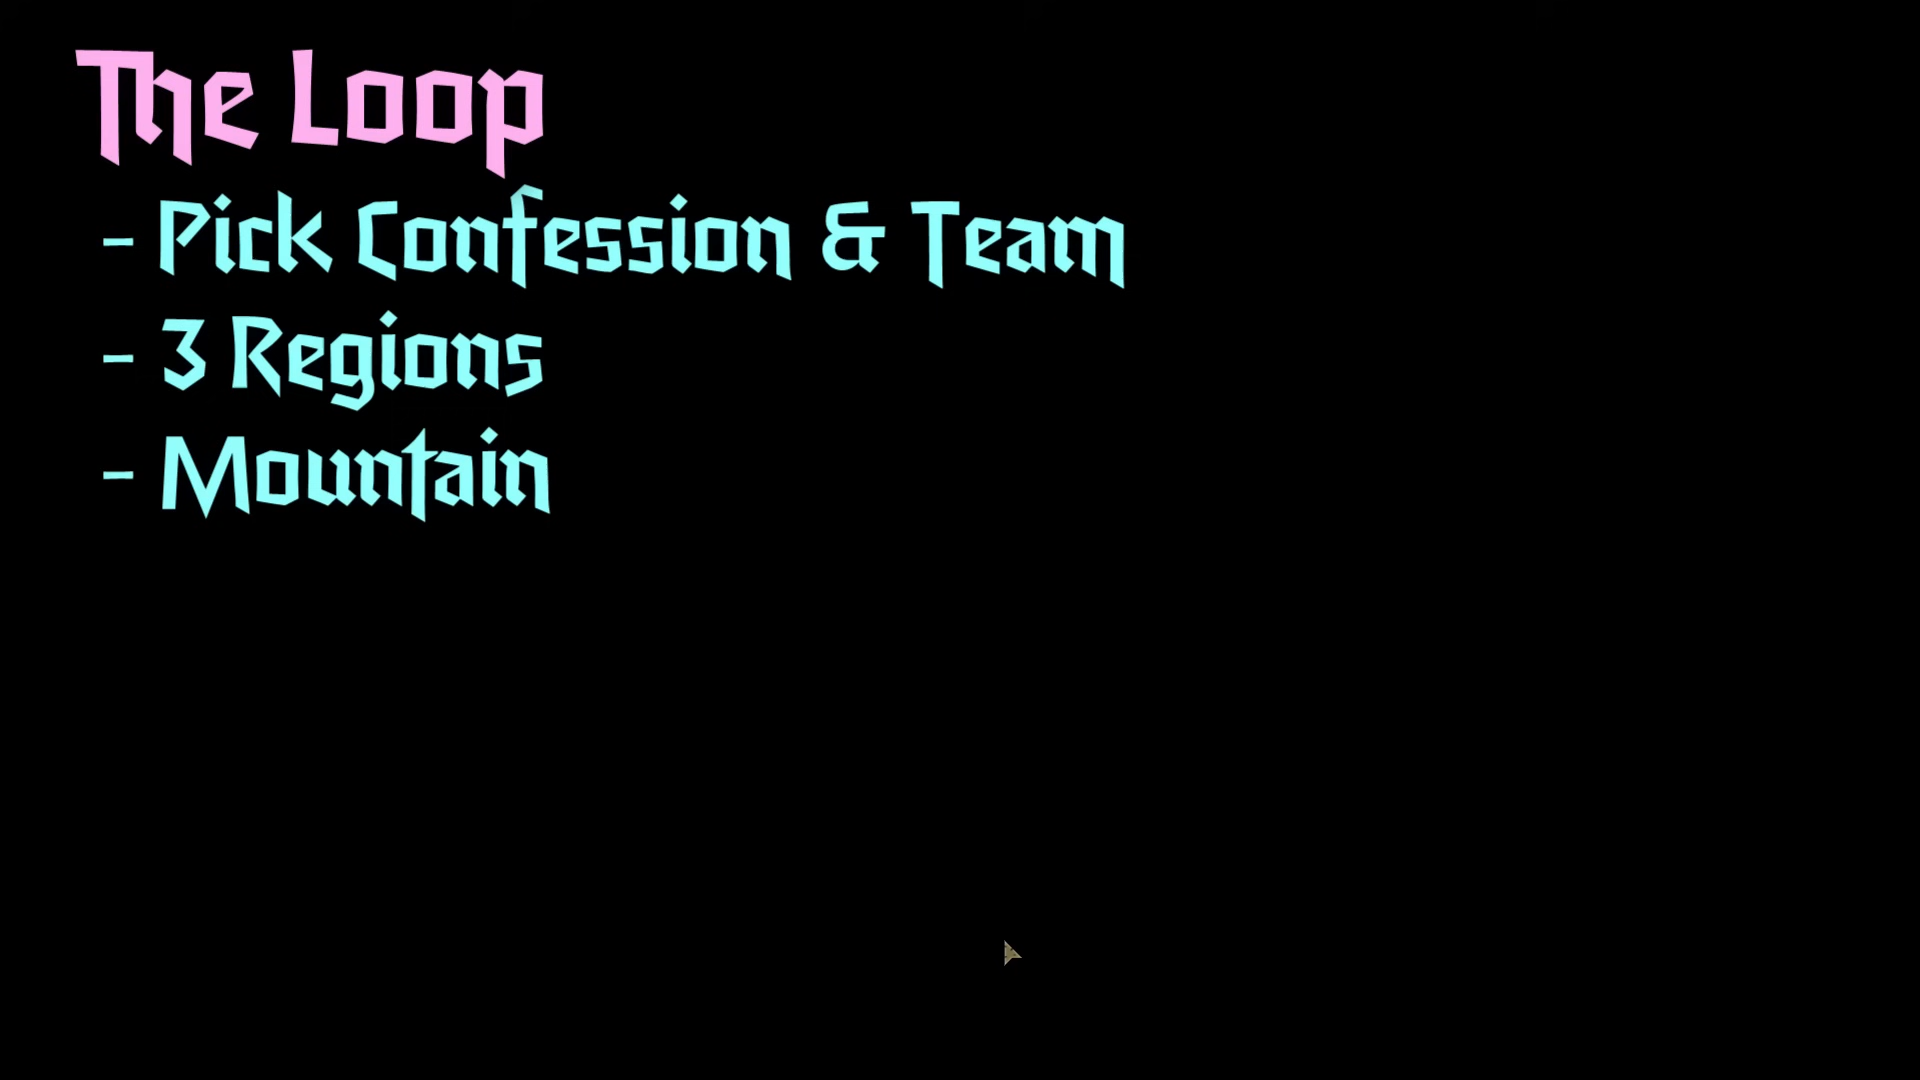 The Loop
- Pick Confession & Team
- 3 Regions
- Mountain